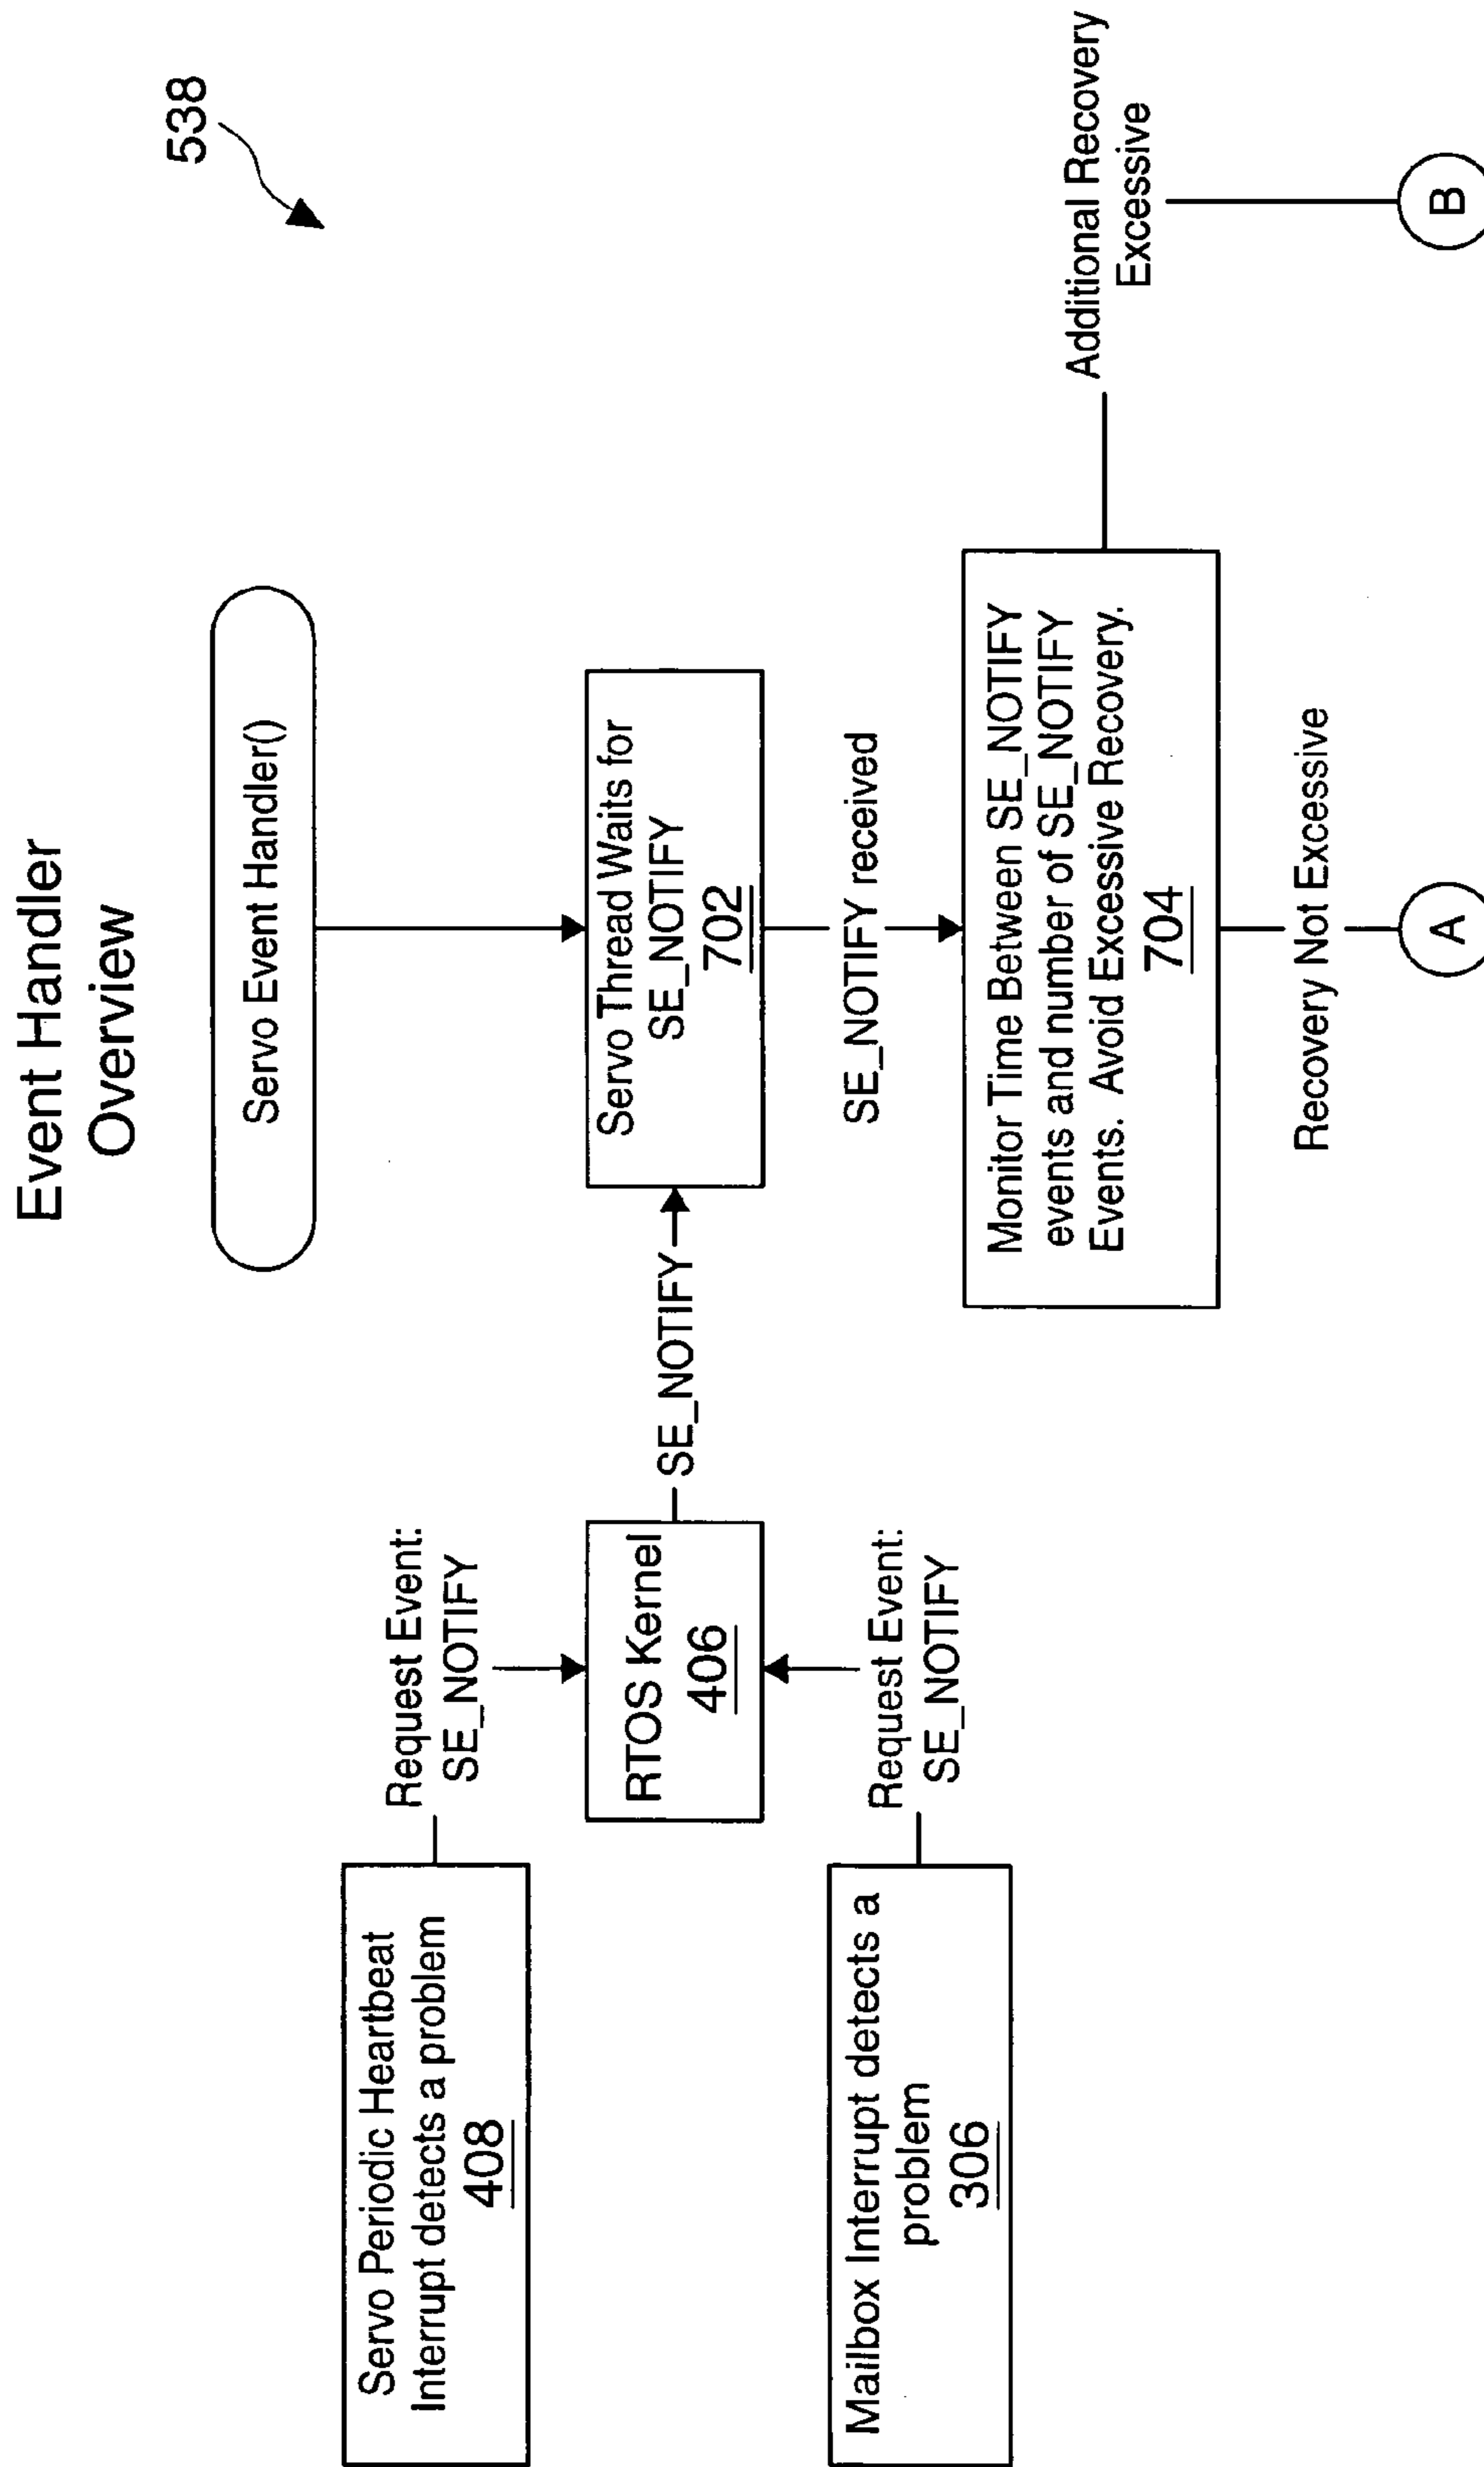 Event Handler
Overview
538
Servo Event Handler()
Servo Periodic Heartbeat
Interrupt detects a problem
408
Request Event:
SE_NOTIFY
RTOS Kernel
406
SE_NOTIFY
Servo Thread Waits for
SE_NOTIFY
702
Mailbox Interrupt detects a
problem
306
Request Event:
SE_NOTIFY
SE_NOTIFY received
Monitor Time Between SE_NOTIFY
events and number of SE_NOTIFY
Events. Avoid Excessive Recovery.
704
Additional Recovery
Excessive
Recovery Not Excessive
A
B